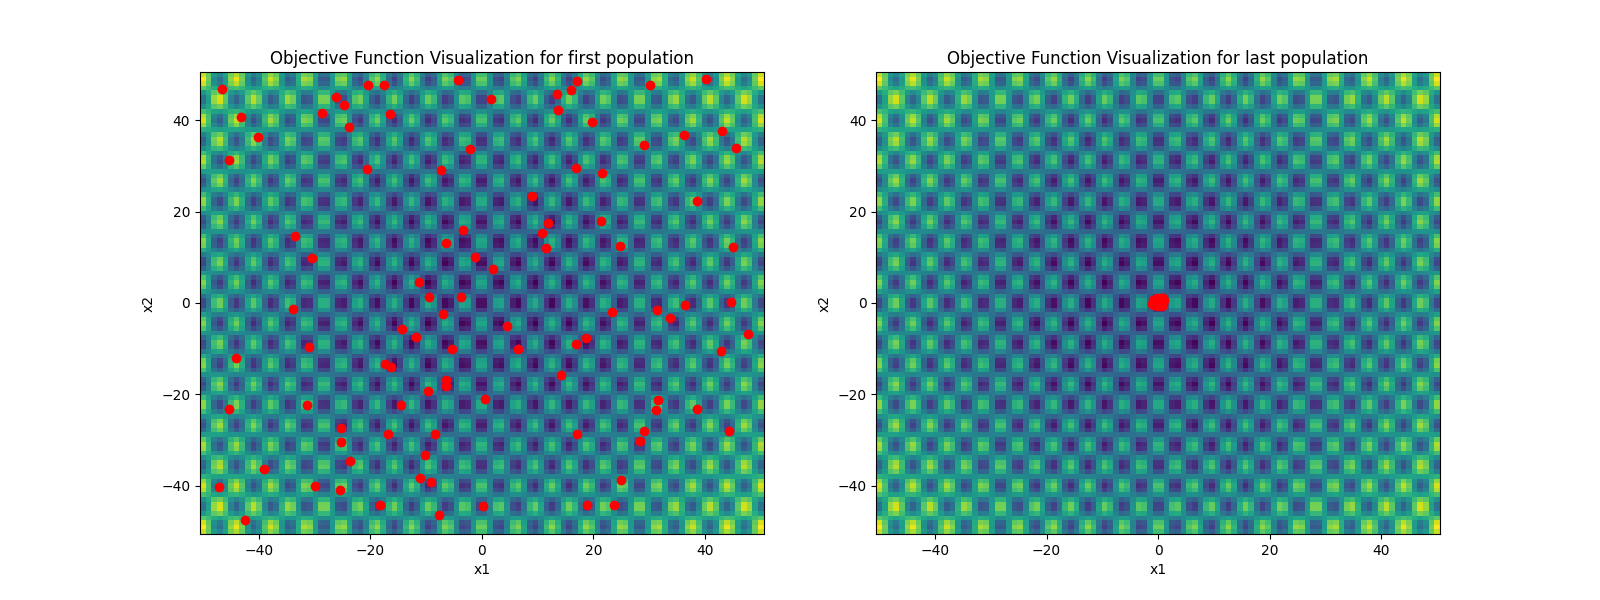 Objective Function Visualization for first population
40
20
0
−20
−40
x2
−40 −20 0 20 40
x1
Objective Function Visualization for last population
40
20
0
−20
−40
x2
−40 −20 0 20 40
x1